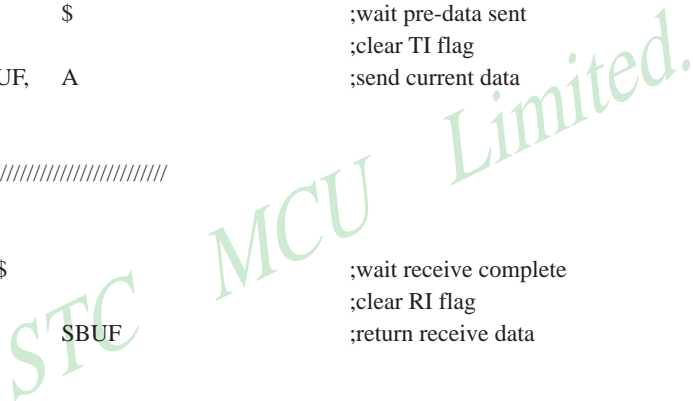 $ ;wait pre-data sent
;clear TI flag
UF, A ;send current data
////////////////////////
$ ;wait receive complete
;clear RI flag
SBUF ;return receive data
STC MCU Limited.